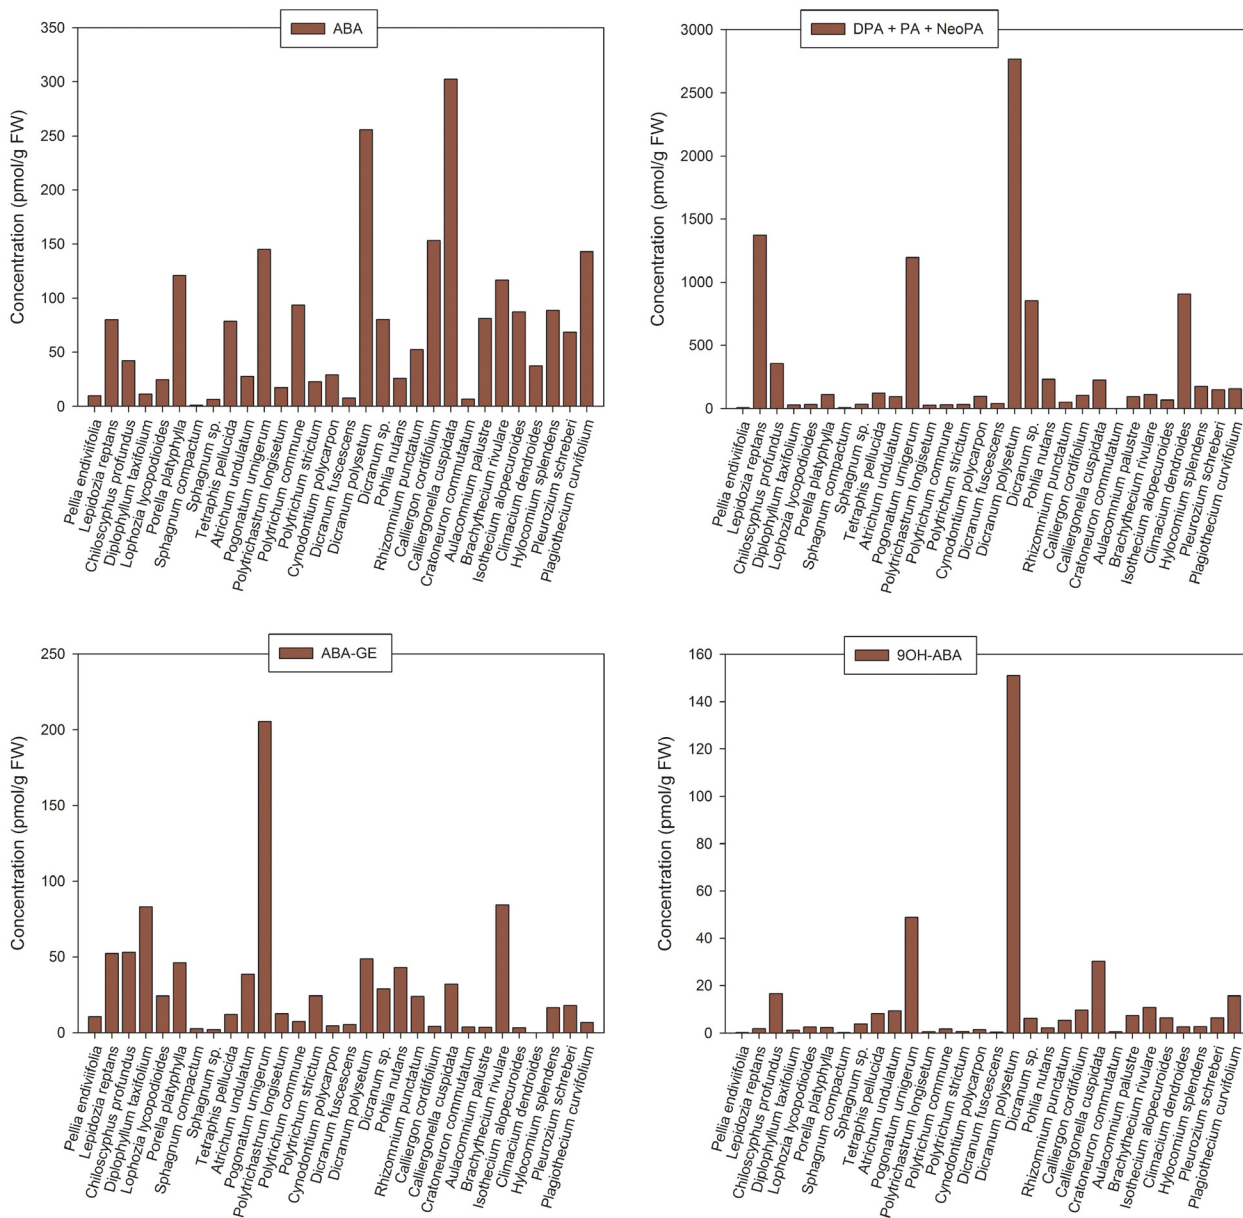 ABA
Concentration (pmol/g FW)
350
300
250
200
150
100
50
0
Pellia endiviifolia
Lepidozia reptans
Chiloscyphus profundus
Diplophyllum taxifolium
Lophozia lycopodioides
Porella platyphylla
Sphagnum compactum
Sphagnum sp.
Tetraphis pellucida
Atrichum undulatum
Pogonatum urnigerum
Polytrichastrum longisetum
Polytrichum commune
Polytrichum strictum
Cynodontium polycarpon
Dicranum fuscescens
Dicranum polysetum
Dicranum sp.
Pohlia nutans
Rhizomnium punctatum
Calliergon cordifolium
Calliergonella cuspidata
Cratoneuron commutatum
Aulacomnium palustre
Brachythecium rivulare
Isothecium alopecuroides
Climacium dendroides
Hylocomium splendens
Pleurozium schreberi
Plagiothecium curvifolium
DPA + PA + NeoPA
Concentration (pmol/g FW)
3000
2500
2000
1500
1000
500
0
Pellia endiviifolia
Lepidozia reptans
Chiloscyphus profundus
Diplophyllum taxifolium
Lophozia lycopodioides
Porella platyphylla
Sphagnum compactum
Sphagnum sp.
Tetraphis pellucida
Atrichum undulatum
Pogonatum urnigerum
Polytrichastrum longisetum
Polytrichum commune
Polytrichum strictum
Cynodontium polycarpon
Dicranum fuscescens
Dicranum polysetum
Dicranum sp.
Pohlia nutans
Rhizomnium punctatum
Calliergon cordifolium
Calliergonella cuspidata
Cratoneuron commutatum
Aulacomnium palustre
Brachythecium rivulare
Isothecium alopecuroides
Climacium dendroides
Hylocomium splendens
Pleurozium schreberi
Plagiothecium curvifolium
ABA-GE
Concentration (pmol/g FW)
250
200
150
100
50
0
Pellia endiviifolia
Lepidozia reptans
Chiloscyphus profundus
Diplophyllum taxifolium
Lophozia lycopodioides
Porella platyphylla
Sphagnum compactum
Sphagnum sp.
Tetraphis pellucida
Atrichum undulatum
Pogonatum urnigerum
Polytrichastrum longisetum
Polytrichum commune
Polytrichum strictum
Cynodontium polycarpon
Dicranum fuscescens
Dicranum polysetum
Dicranum sp.
Pohlia nutans
Rhizomnium punctatum
Calliergon cordifolium
Calliergonella cuspidata
Cratoneuron commutatum
Aulacomnium palustre
Brachythecium rivulare
Isothecium alopecuroides
Climacium dendroides
Hylocomium splendens
Pleurozium schreberi
Plagiothecium curvifolium
9OH-ABA
Concentration (pmol/g FW)
160
140
120
100
80
60
40
20
0
Pellia endiviifolia
Lepidozia reptans
Chiloscyphus profundus
Diplophyllum taxifolium
Lophozia lycopodioides
Porella platyphylla
Sphagnum compactum
Sphagnum sp.
Tetraphis pellucida
Atrichum undulatum
Pogonatum urnigerum
Polytrichastrum longisetum
Polytrichum commune
Polytrichum strictum
Cynodontium polycarpon
Dicranum fuscescens
Dicranum polysetum
Dicranum sp.
Pohlia nutans
Rhizomnium punctatum
Calliergon cordifolium
Calliergonella cuspidata
Cratoneuron commutatum
Aulacomnium palustre
Brachythecium rivulare
Isothecium alopecuroides
Climacium dendroides
Hylocomium splendens
Pleurozium schreberi
Plagiothecium curvifolium